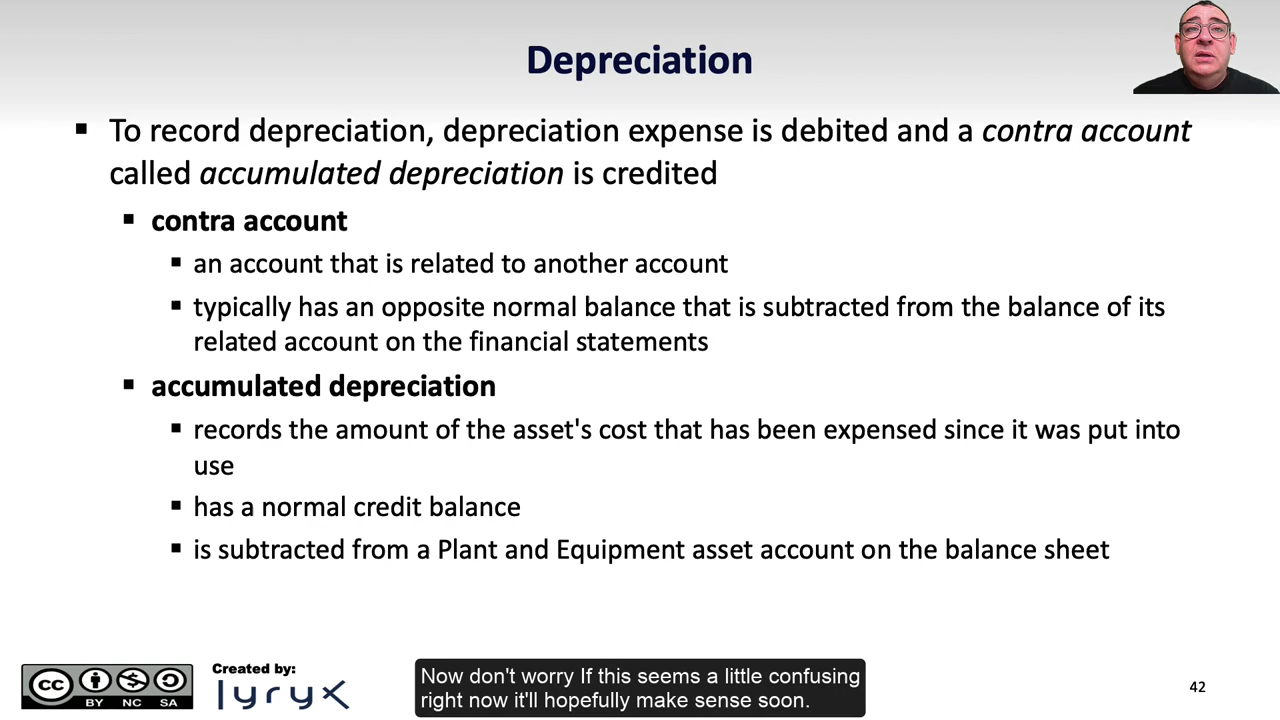 Depreciation
▪ To record depreciation, depreciation expense is debited and a contra account
called accumulated depreciation is credited
▪ contra account
▪ an account that is related to another account
▪ typically has an opposite normal balance that is subtracted from the balance of its
related account on the financial statements
▪ accumulated depreciation
▪ records the amount of the asset's cost that has been expensed since it was put into
use
▪ has a normal credit balance
▪ is subtracted from a Plant and Equipment asset account on the balance sheet
cc
BY NC SA
Created by:
lyryx
Now don't worry If this seems a little confusing
right now it'll hopefully make sense soon.
42